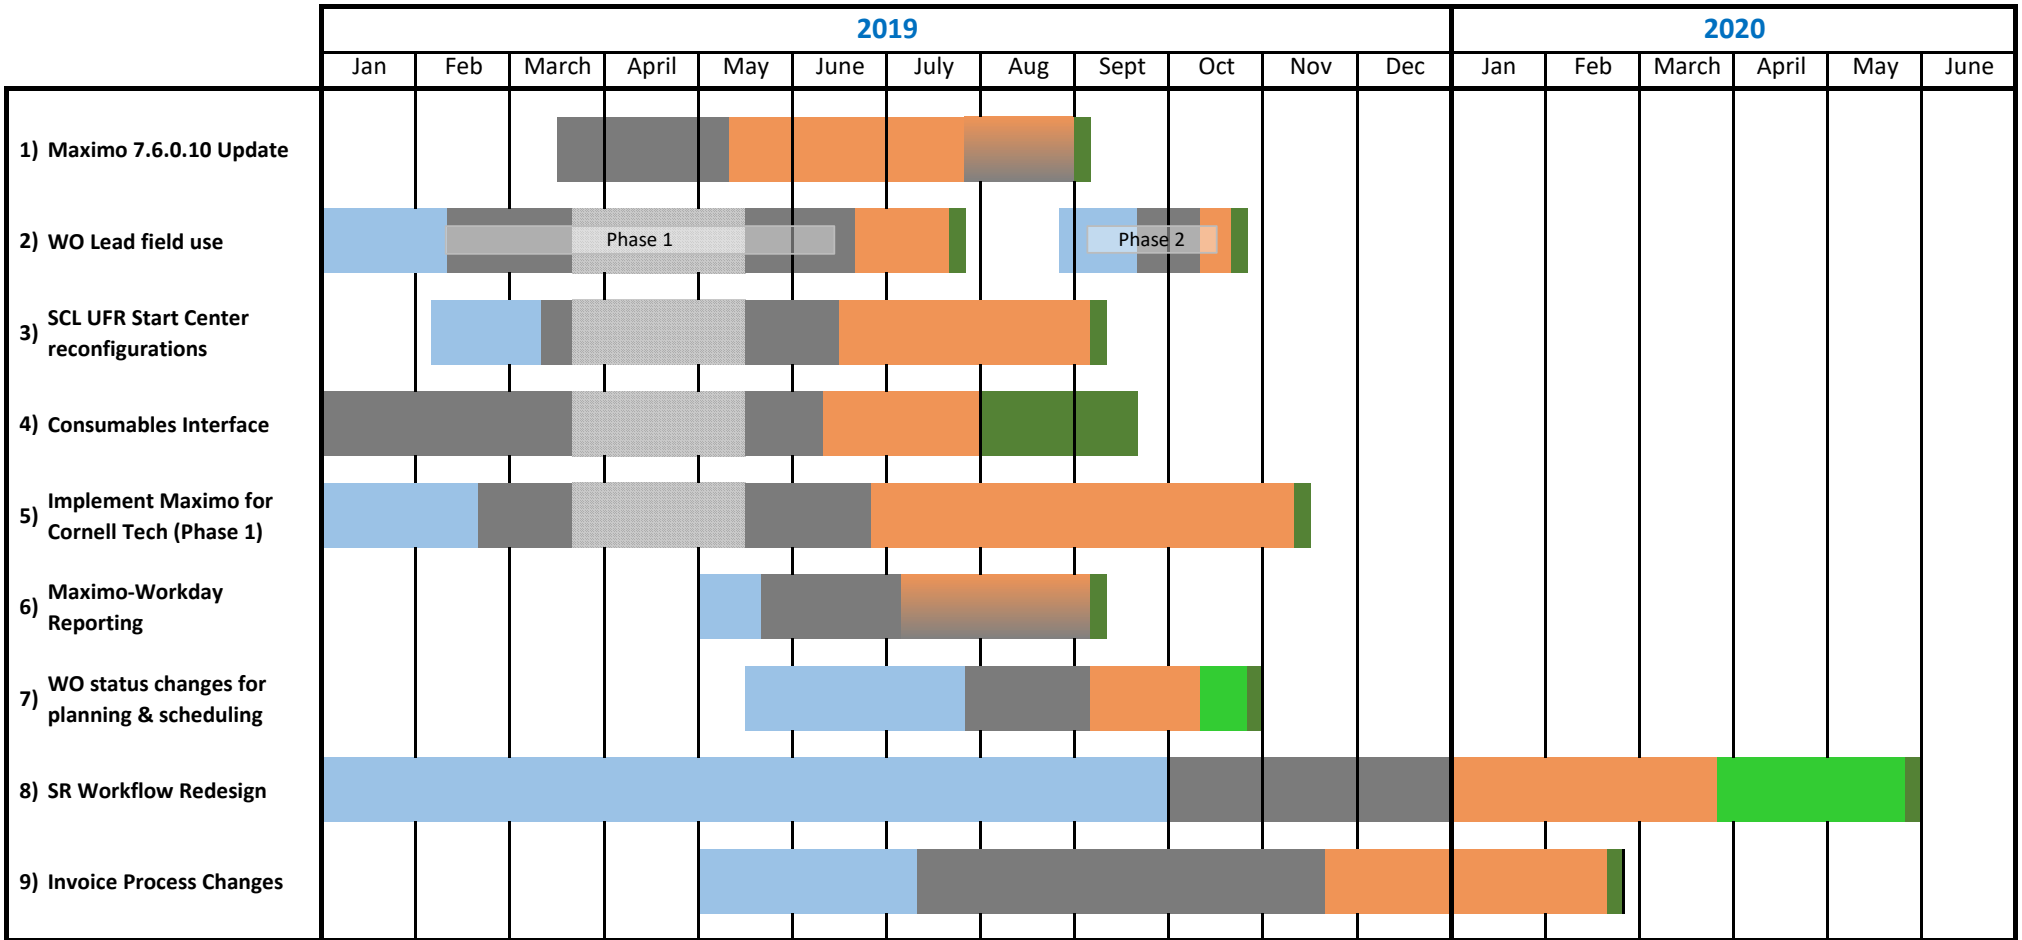 2019 2020
Jan Feb March April May June July Aug Sept Oct Nov Dec Jan Feb March April May June
1) Maximo 7.6.0.10 Update
2) WO Lead field use Phase 1 Phase 2
3) SCL UFR Start Center
reconfigurations
4) Consumables Interface
5) Implement Maximo for
Cornell Tech (Phase 1)
6) Maximo-Workday
Reporting
7) WO status changes for
planning & scheduling
8) SR Workflow Redesign
9) Invoice Process Changes